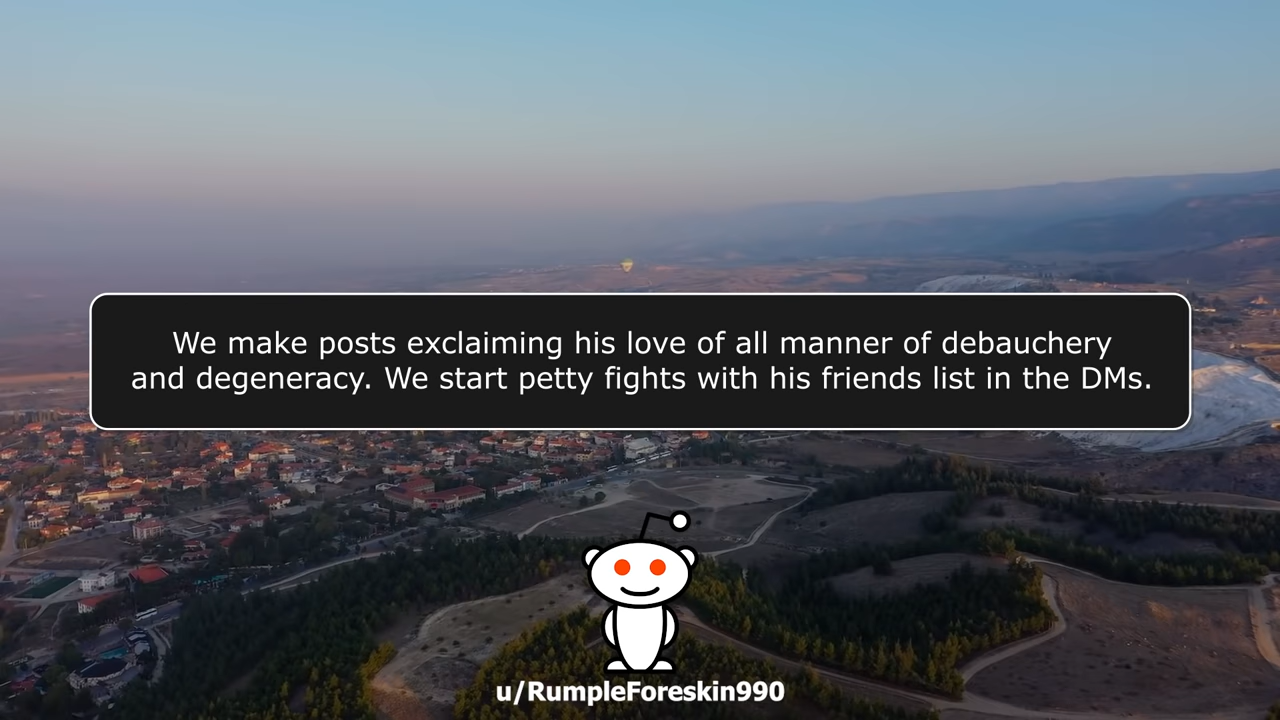 We make posts exclaiming his love of all manner of debauchery
and degeneracy. We start petty fights with his friends list in the DMs.
u/RumpleForeskin990